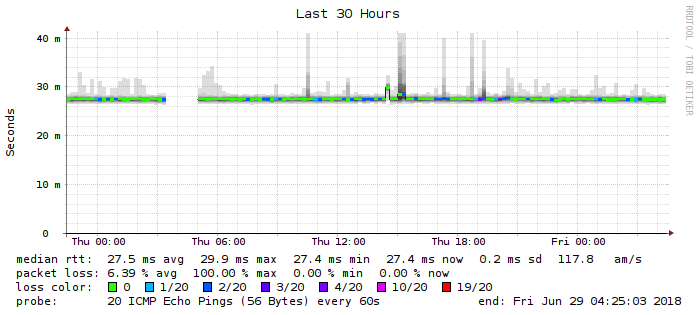 Last 30 Hours
RRDTOOL / TOBI OETIKER
Seconds
40 m
30 m
20 m
10 m
0
Thu 00:00 Thu 06:00 Thu 12:00 Thu 18:00 Fri 00:00
median rtt: 27.5 ms avg 29.9 ms max 27.4 ms min 27.4 ms now 0.2 ms sd 117.8 am/s
packet loss: 6.39 % avg 100.00 % max 0.00 % min 0.00 % now
loss color: 0 1/20 2/20 3/20 4/20 10/20 19/20
probe: 20 ICMP Echo Pings (56 Bytes) every 60s end: Fri Jun 29 04:25:03 2018